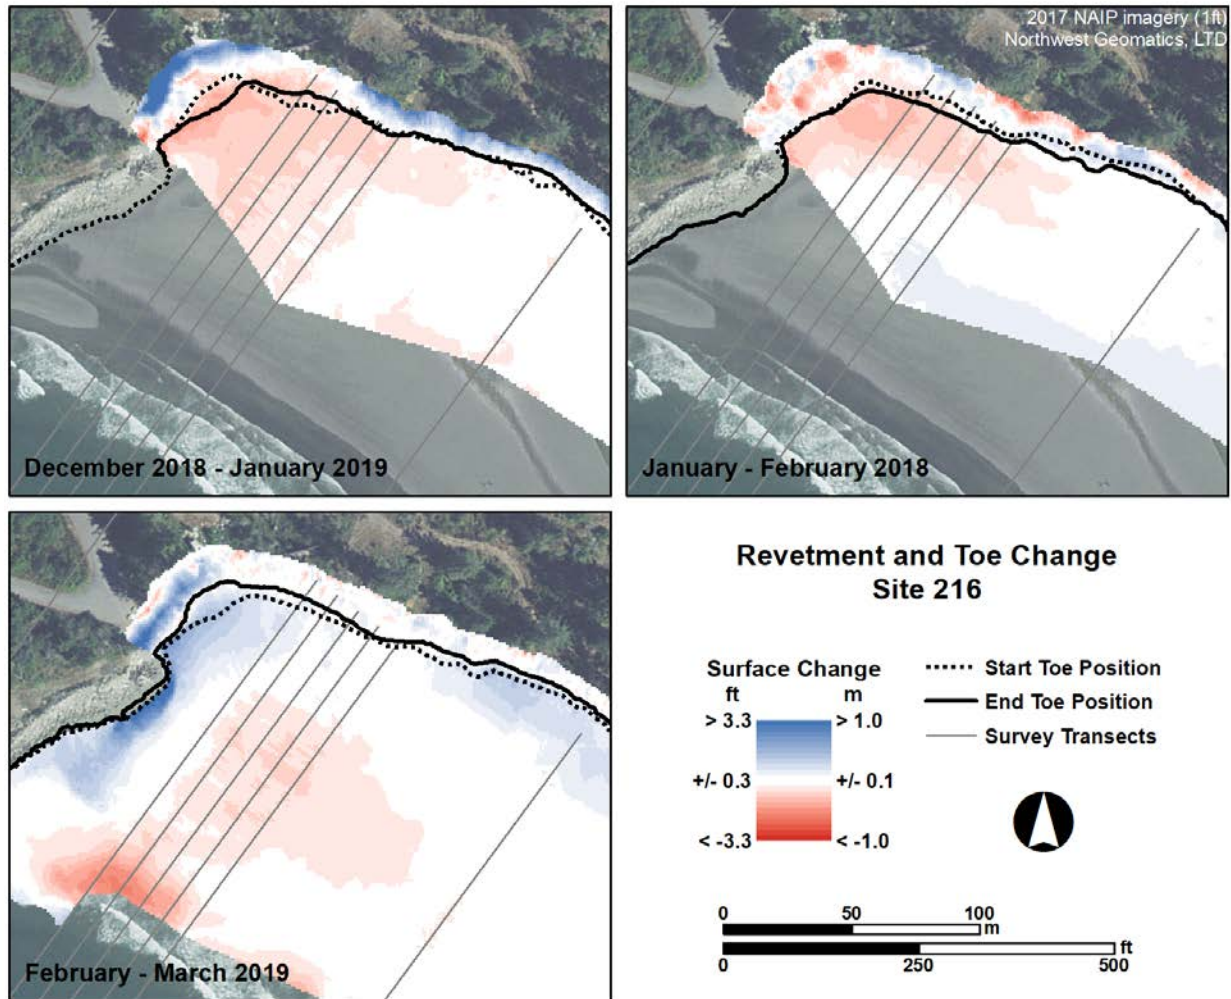 2017 NAIP imagery (1ft)
Northwest Geomatics, LTD
December 2018 - January 2019
January - February 2018
February - March 2019
Revetment and Toe Change
Site 216
Surface Change
ft m
> 3.3 > 1.0
+/- 0.3 +/- 0.1
< -3.3 < -1.0
Start Toe Position
End Toe Position
Survey Transects
0 50 100
m
ft
0 250 500